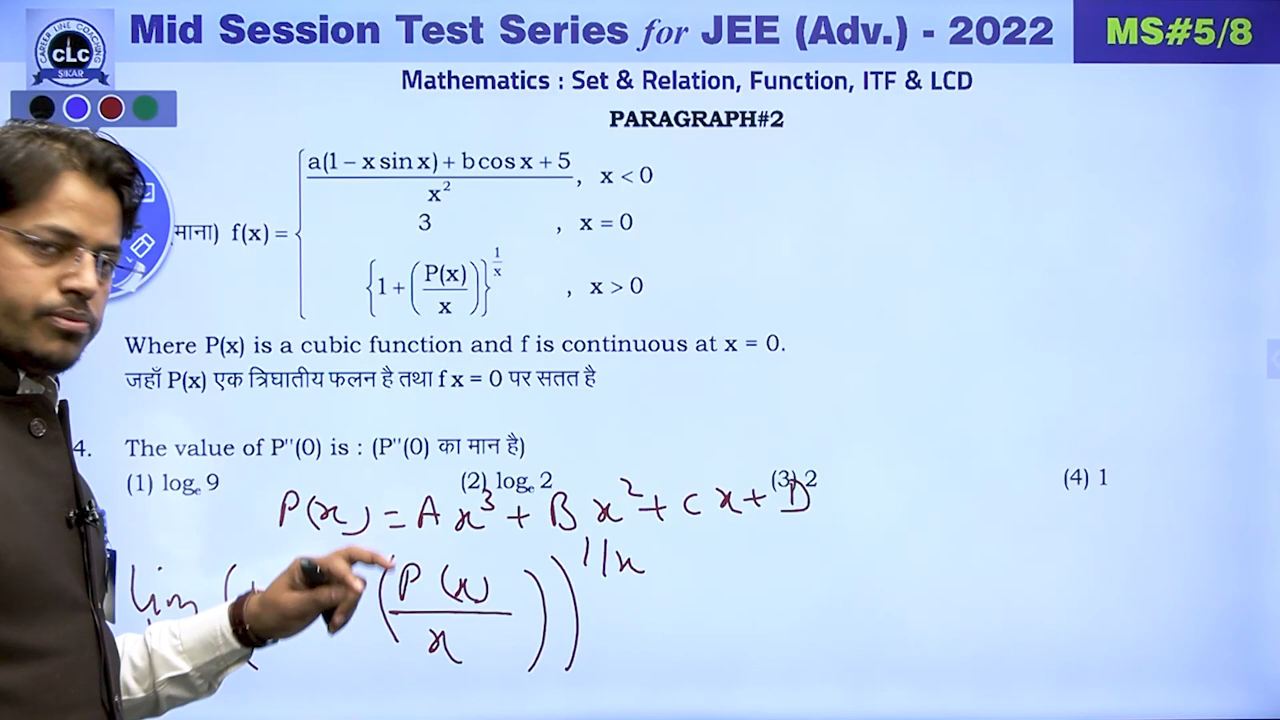 Mid Session Test Series for JEE (Adv.) - 2022
MS#5/8
CAREER LINE COACHING
CLC
SIKAR
Mathematics : Set & Relation, Function, ITF & LCD
PARAGRAPH#2
माना) f(x) = { (a(1 – x sin x) + b cos x + 5)/x² , x < 0
3 , x = 0
{1 + (P(x)/x)}^(1/x) , x > 0
Where P(x) is a cubic function and f is continuous at x = 0.
जहाँ P(x) एक त्रिघातीय फलन है तथा f x = 0 पर सतत है
4. The value of P''(0) is : (P''(0) का मान है)
(1) logₑ 9 (2) logₑ 2 (3) 2 (4) 1
P(x) = Ax³ + Bx² + Cx + D
lim ( (P(x)/x))^(1/x)